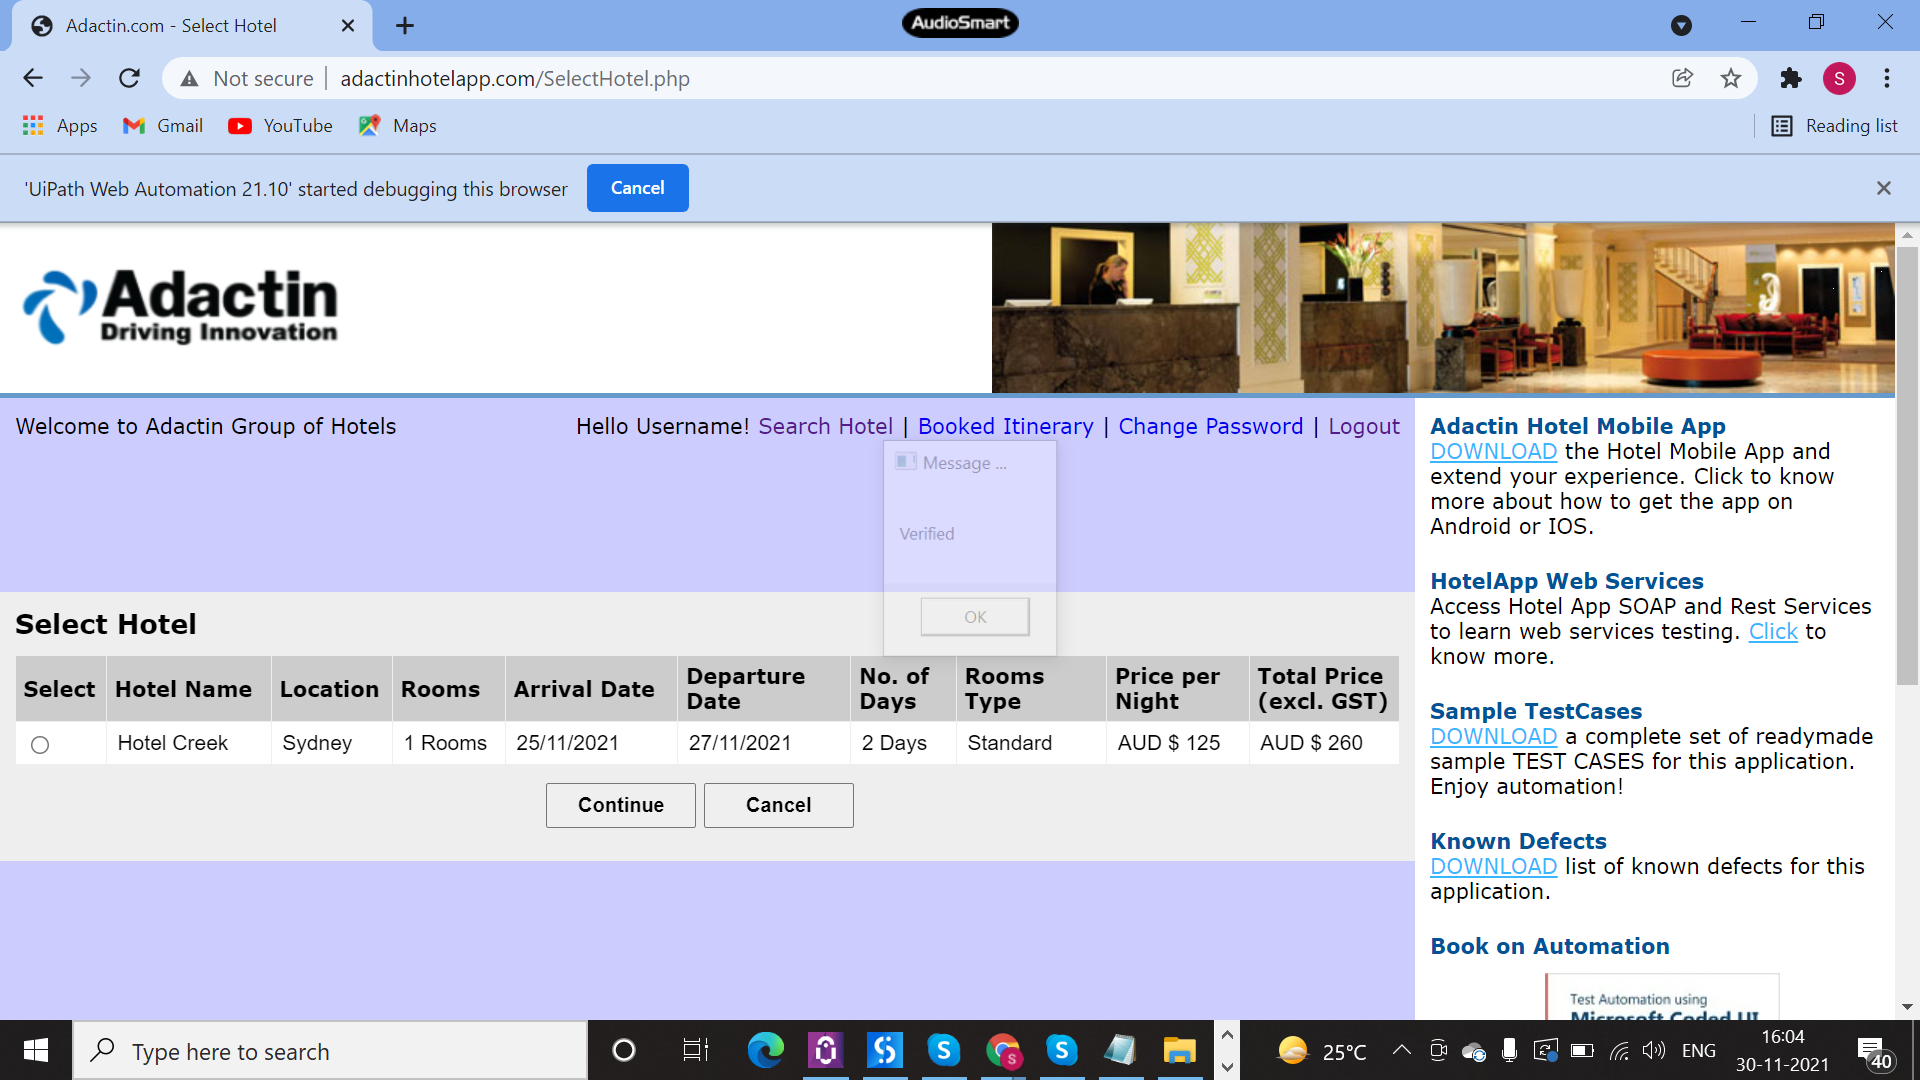 Adactin.com - Select Hotel
AudioSmart
Not secure
adactinhotelapp.com/SelectHotel.php
S
Apps
Gmail
YouTube
Maps
Reading list
'UiPath Web Automation 21.10' started debugging this browser
Cancel
Adactin
Driving Innovation
Welcome to Adactin Group of Hotels
Hello Username! Search Hotel | Booked Itinerary | Change Password | Logout
Message ...
Verified
OK
Select Hotel
Select Hotel Name Location Rooms Arrival Date Departure Date No. of Days Rooms Type Price per Night Total Price (excl. GST)
Hotel Creek Sydney 1 Rooms 25/11/2021 27/11/2021 2 Days Standard AUD $ 125 AUD $ 260
Continue Cancel
Adactin Hotel Mobile App
DOWNLOAD the Hotel Mobile App and
extend your experience. Click to know
more about how to get the app on
Android or IOS.
HotelApp Web Services
Access Hotel App SOAP and Rest Services
to learn web services testing. Click to
know more.
Sample TestCases
DOWNLOAD a complete set of readymade
sample TEST CASES for this application.
Enjoy automation!
Known Defects
DOWNLOAD list of known defects for this
application.
Book on Automation
Test Automation using
Microsoft Coded UI
Type here to search
S
25°C
ENG
16:04
30-11-2021
40